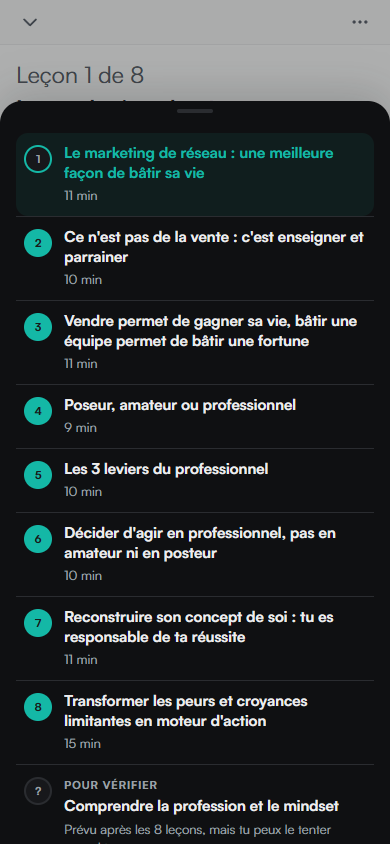 Leçon 1 de 8
1
Le marketing de réseau : une meilleure
façon de bâtir sa vie
11 min
2
Ce n'est pas de la vente : c'est enseigner et
parrainer
10 min
3
Vendre permet de gagner sa vie, bâtir une
équipe permet de bâtir une fortune
11 min
4
Poseur, amateur ou professionnel
9 min
5
Les 3 leviers du professionnel
10 min
6
Décider d'agir en professionnel, pas en
amateur ni en posteur
10 min
7
Reconstruire son concept de soi : tu es
responsable de ta réussite
11 min
8
Transformer les peurs et croyances
limitantes en moteur d'action
15 min
?
POUR VÉRIFIER
Comprendre la profession et le mindset
Prévu après les 8 leçons, mais tu peux le tenter